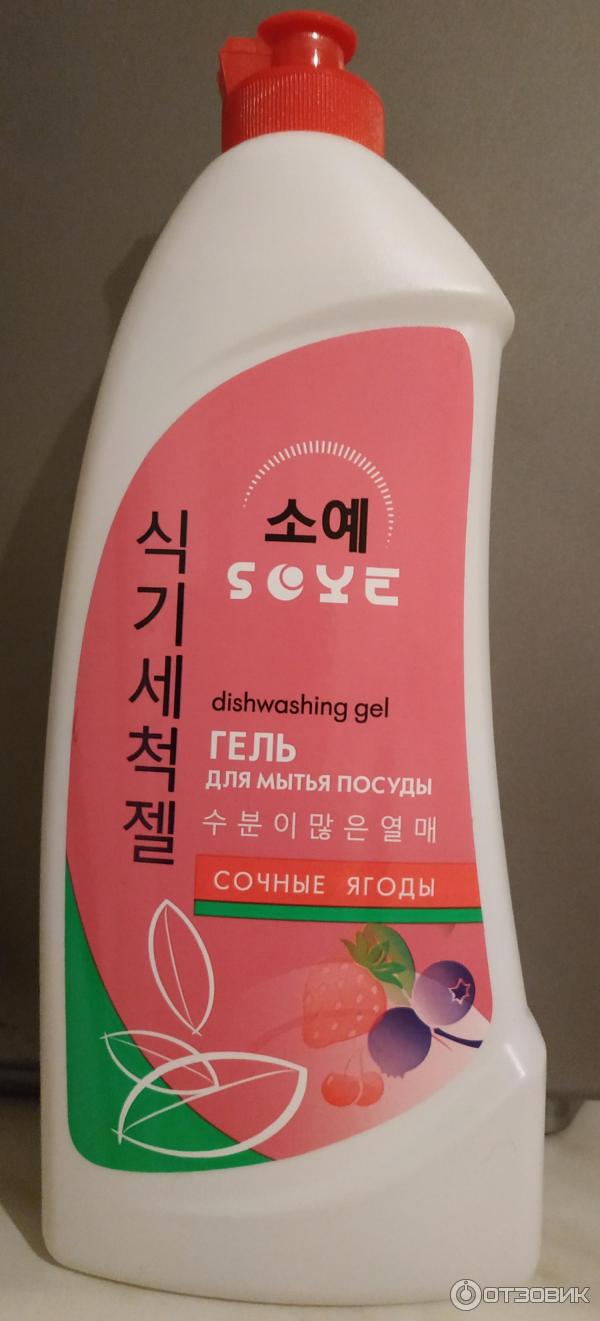 소예
SOYE
식기세척젤
dishwashing gel
ГЕЛЬ
ДЛЯ МЫТЬЯ ПОСУДЫ
수분이많은열매
СОЧНЫЕ ЯГОДЫ
ОТЗОВИК